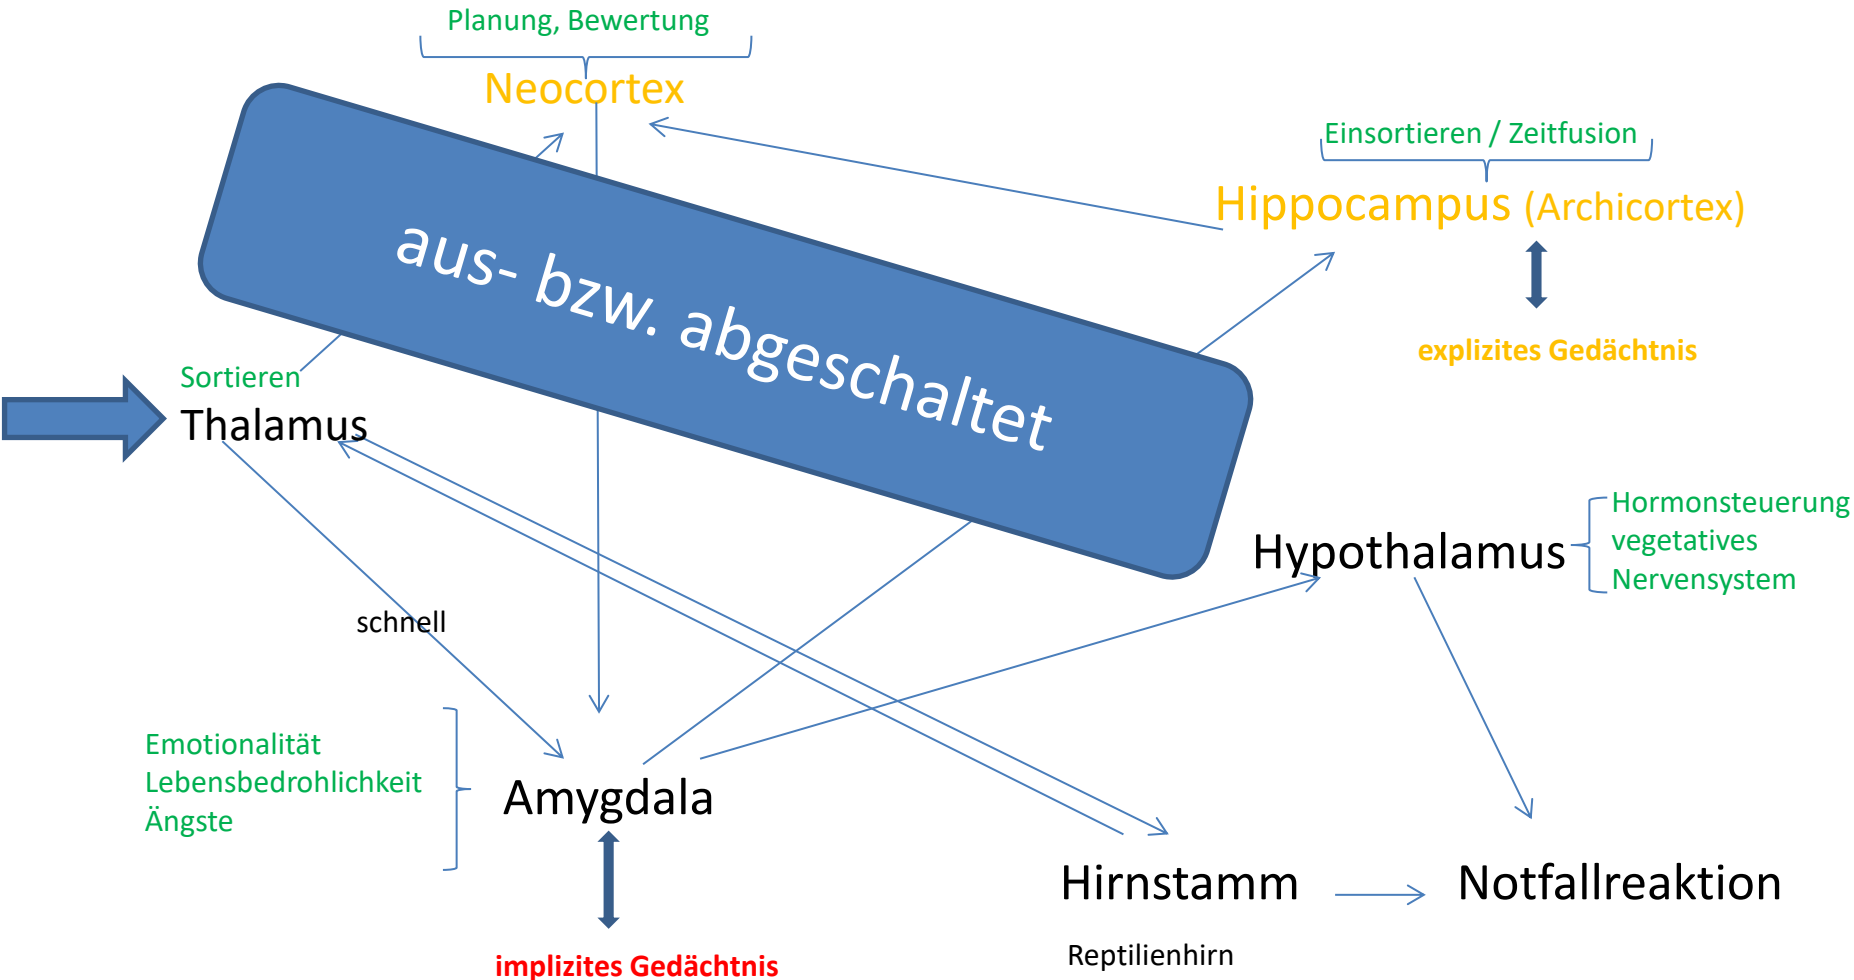 Planung, Bewertung
Neocortex
Einsortieren / Zeitfusion
Hippocampus (Archicortex)
aus- bzw. abgeschaltet
explizites Gedächtnis
Sortieren
Thalamus
Hormonsteuerung
vegetatives
Nervensystem
Hypothalamus
schnell
Emotionalität
Lebensbedrohlichkeit
Ängste
Amygdala
Hirnstamm
Notfallreaktion
Reptilienhirn
implizites Gedächtnis